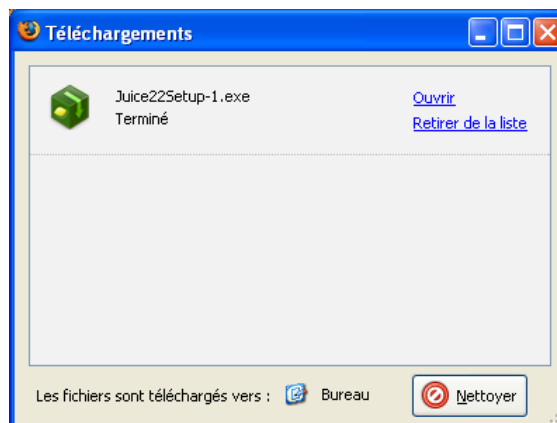 Téléchargements
Juice22Setup-1.exe
Terminé
Ouvrir
Retirer de la liste
Les fichiers sont téléchargés vers : Bureau
Nettoyer